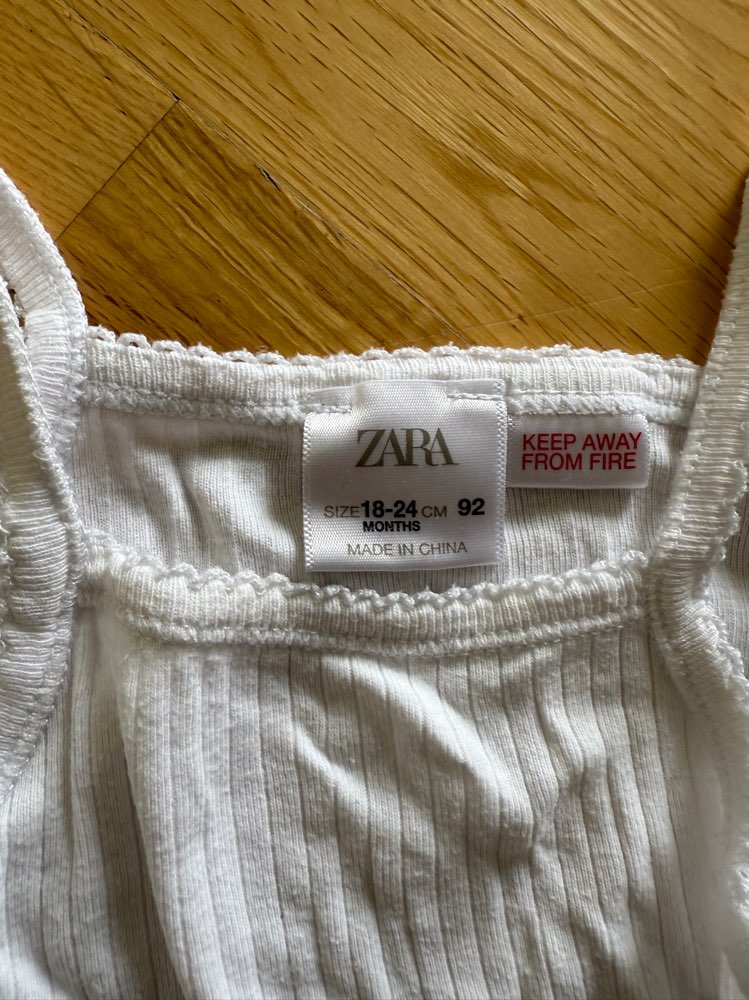 ZARA
SIZE 18-24 CM 92
MONTHS
MADE IN CHINA
KEEP AWAY
FROM FIRE